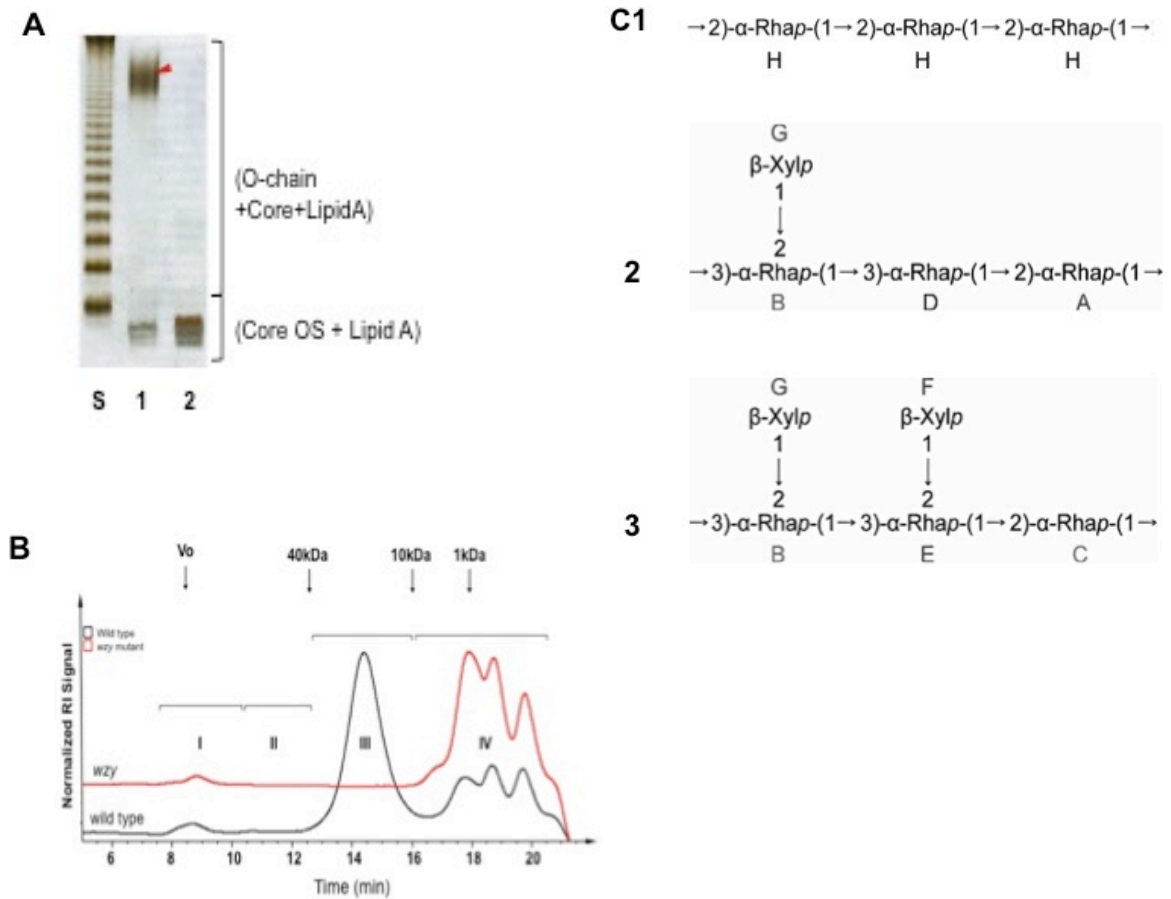 A
(O-chain
+Core+LipidA)
(Core OS + Lipid A)
S 1 2
B
Vo 40kDa 10kDa 1kDa
Wild type
wzy mutant
Normalized RI Signal
I II III IV
wzy
wild type
6 8 10 12 14 16 18 20
Time (min)
C1
→2)-α-Rhap-(1→2)-α-Rhap-(1→2)-α-Rhap-(1→
H H H
2
G
β-Xylp
1
↓
2
→3)-α-Rhap-(1→3)-α-Rhap-(1→2)-α-Rhap-(1→
B D A
3
G F
β-Xylp β-Xylp
1 1
↓ ↓
2 2
→3)-α-Rhap-(1→3)-α-Rhap-(1→2)-α-Rhap-(1→
B E C